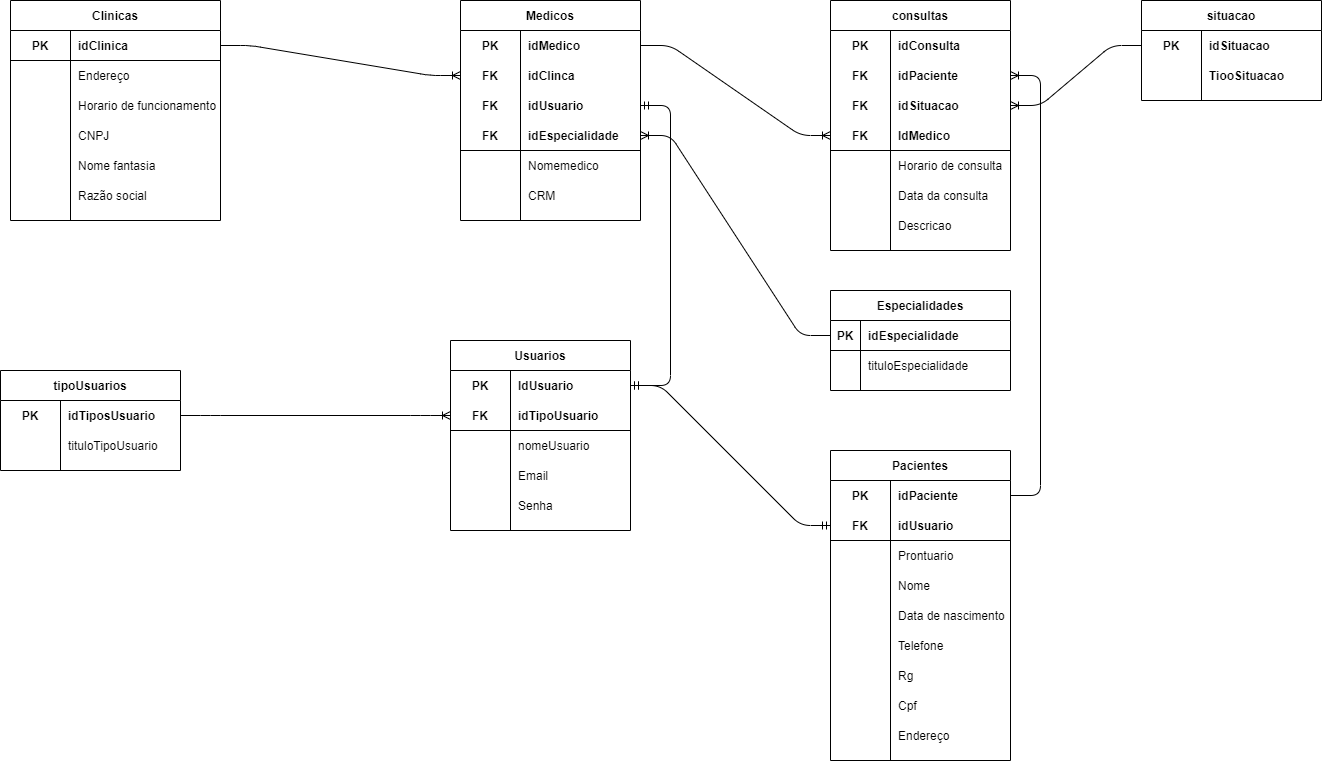 Clinicas
PK idClinica
Endereço
Horario de funcionamento
CNPJ
Nome fantasia
Razão social
Medicos
PK idMedico
FK idClinca
FK idUsuario
FK idEspecialidade
Nomemedico
CRM
consultas
PK idConsulta
FK idPaciente
FK idSituacao
FK IdMedico
Horario de consulta
Data da consulta
Descricao
situacao
PK idSituacao
TiooSituacao
Especialidades
PK idEspecialidade
tituloEspecialidade
tipoUsuarios
PK idTiposUsuario
tituloTipoUsuario
Usuarios
PK IdUsuario
FK idTipoUsuario
nomeUsuario
Email
Senha
Pacientes
PK idPaciente
FK idUsuario
Prontuario
Nome
Data de nascimento
Telefone
Rg
Cpf
Endereço